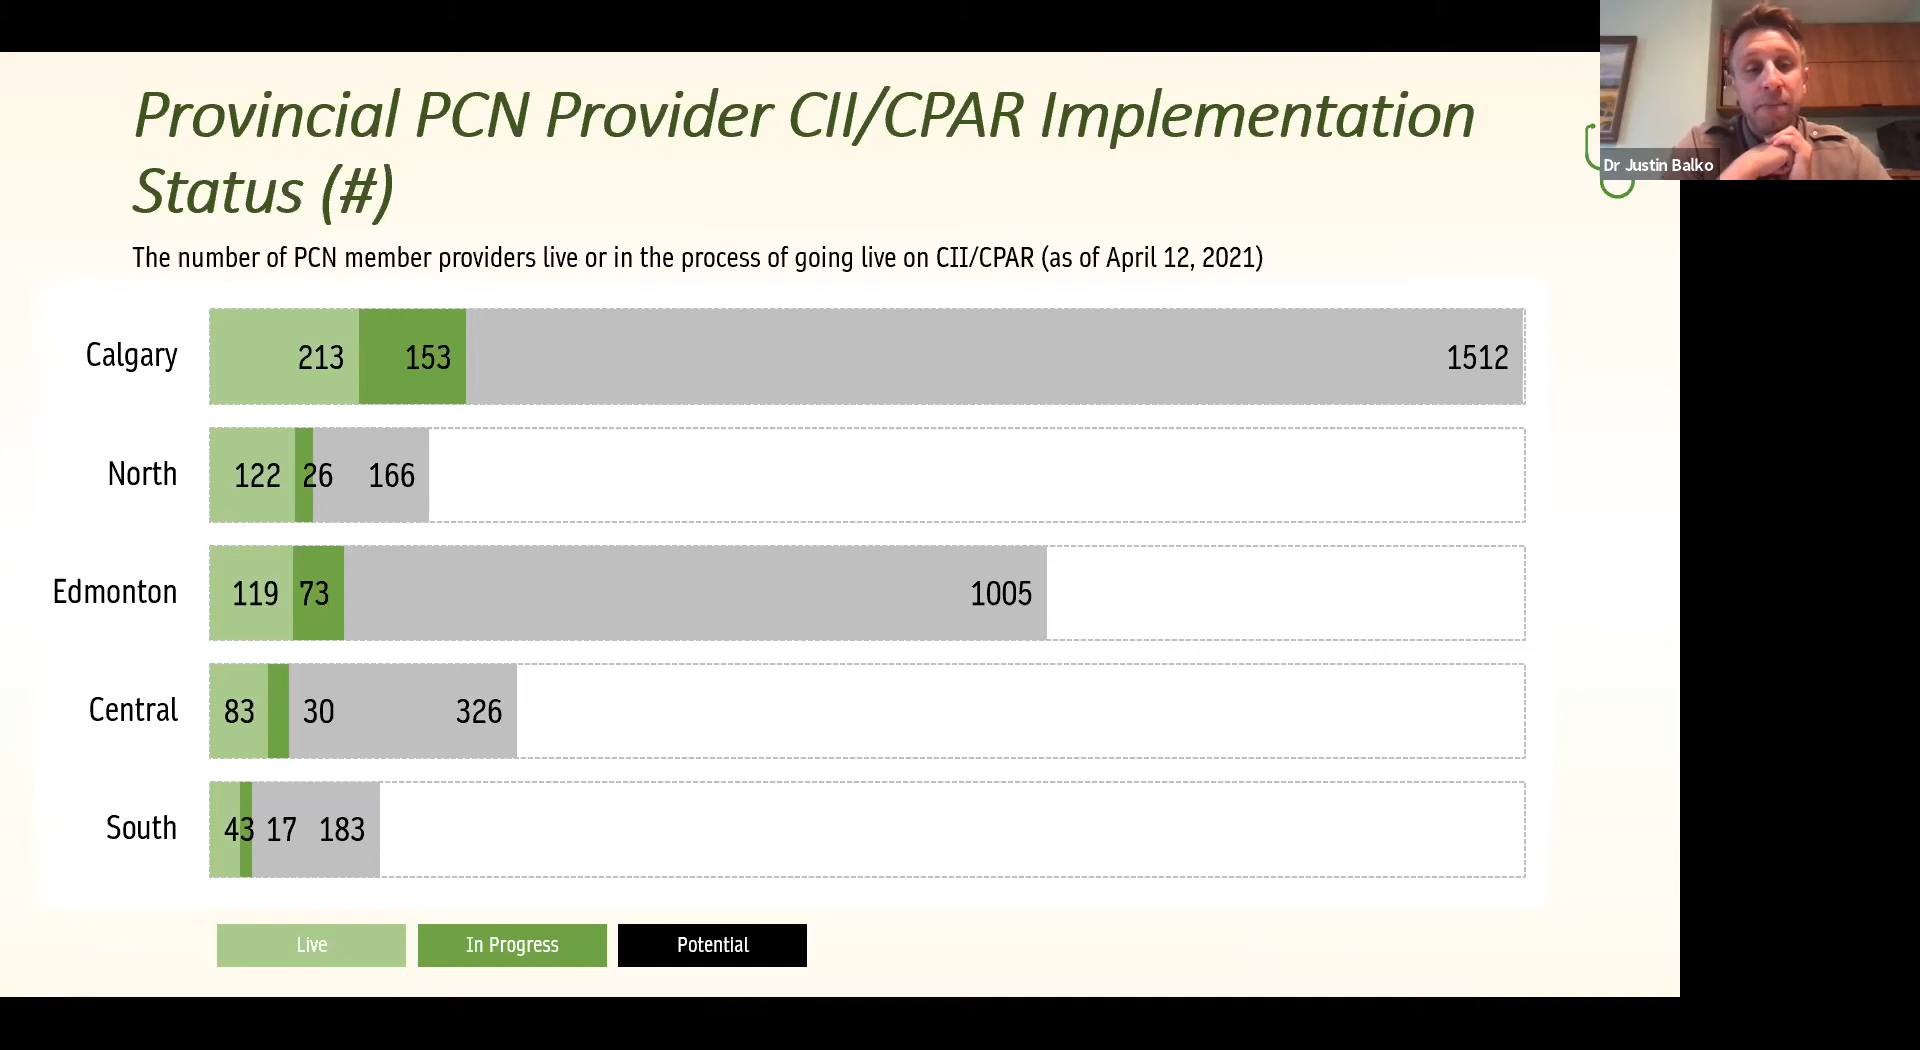 Provincial PCN Provider CII/CPAR Implementation
Status (#)
Dr Justin Balko
The number of PCN member providers live or in the process of going live on CII/CPAR (as of April 12, 2021)
Calgary 213 153 1512
North 122 26 166
Edmonton 119 73 1005
Central 83 30 326
South 43 17 183
Live In Progress Potential